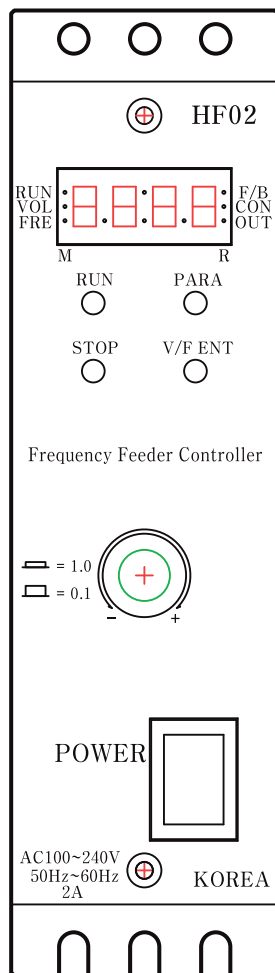 HF02
RUN F/B
VOL CON
FRE OUT
M R
RUN PARA
STOP V/F ENT
Frequency Feeder Controller
= 1.0
= 0.1
- +
POWER
AC100~240V
50Hz~60Hz
2A
KOREA